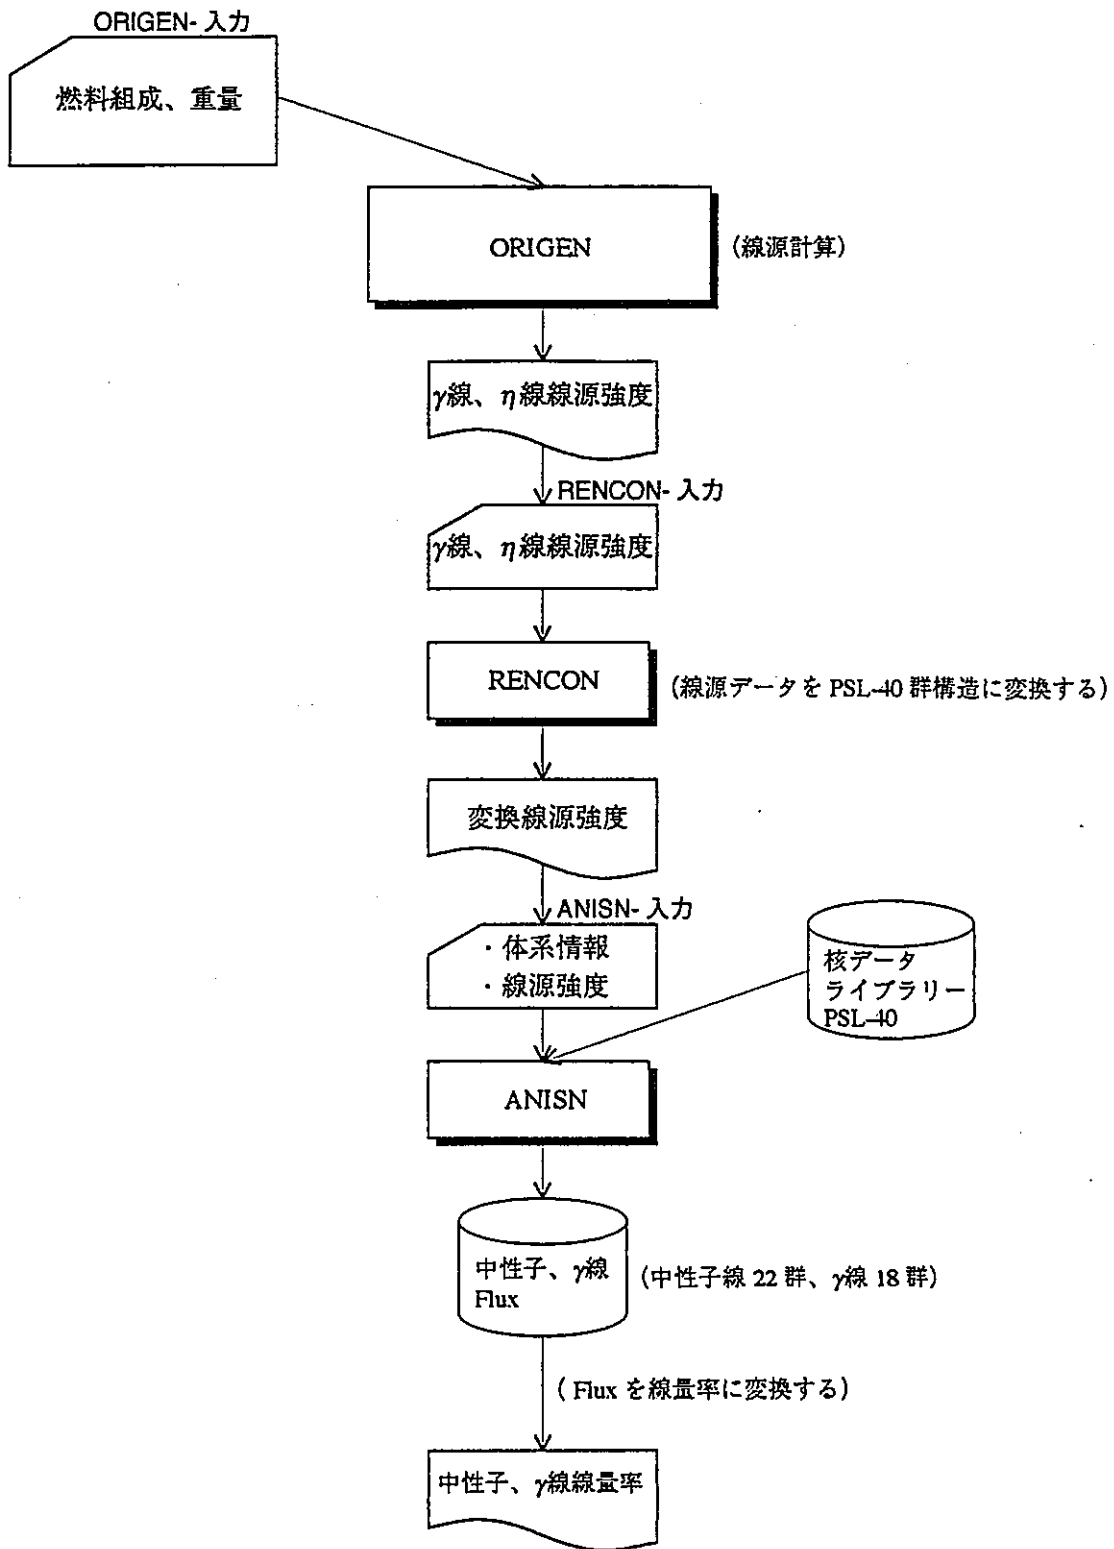 ORIGEN- 入力
燃料組成、重量
ORIGEN
(線源計算)
γ線、η線線源強度
RENCON- 入力
γ線、η線線源強度
RENCON
(線源データを PSL-40 群構造に変換する)
変換線源強度
ANISN- 入力
・体系情報
・線源強度
核データ
ライブラリー
PSL-40
ANISN
中性子、γ線
Flux
(中性子線 22 群、γ線 18 群)
( Flux を線量率に変換する)
中性子、γ線線量率